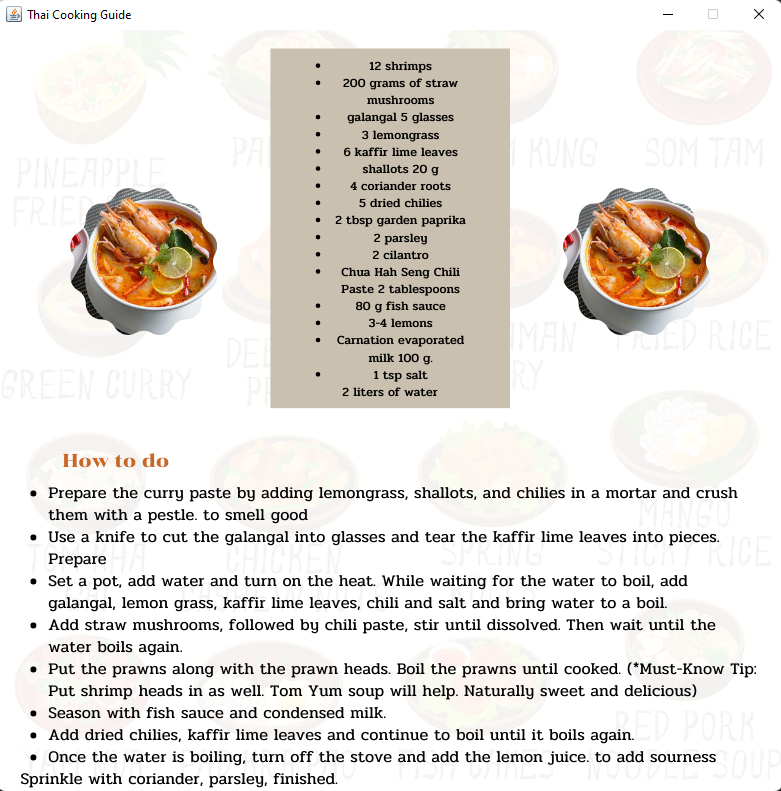 Thai Cooking Guide
12 shrimps
200 grams of straw
mushrooms
galangal 5 glasses
3 lemongrass
6 kaffir lime leaves
shallots 20 g
4 coriander roots
5 dried chilies
2 tbsp garden paprika
2 parsley
2 cilantro
Chua Hah Seng Chili
Paste 2 tablespoons
80 g fish sauce
3-4 lemons
Carnation evaporated
milk 100 g.
1 tsp salt
2 liters of water
PINEAPPLE
FRIED
KUNG
SOM TAM
GREEN CURRY
FRIED RICE
How to do
Prepare the curry paste by adding lemongrass, shallots, and chilies in a mortar and crush
them with a pestle. to smell good
Use a knife to cut the galangal into glasses and tear the kaffir lime leaves into pieces.
Prepare
Set a pot, add water and turn on the heat. While waiting for the water to boil, add
galangal, lemon grass, kaffir lime leaves, chili and salt and bring water to a boil.
Add straw mushrooms, followed by chili paste, stir until dissolved. Then wait until the
water boils again.
Put the prawns along with the prawn heads. Boil the prawns until cooked. (*Must-Know Tip:
Put shrimp heads in as well. Tom Yum soup will help. Naturally sweet and delicious)
Season with fish sauce and condensed milk.
Add dried chilies, kaffir lime leaves and continue to boil until it boils again.
Once the water is boiling, turn off the stove and add the lemon juice. to add sourness
Sprinkle with coriander, parsley, finished.
MANGO
STICKY RICE
CHICKEN
SPRING
RED PORK
NOODLE SOUP
FISH CAKES